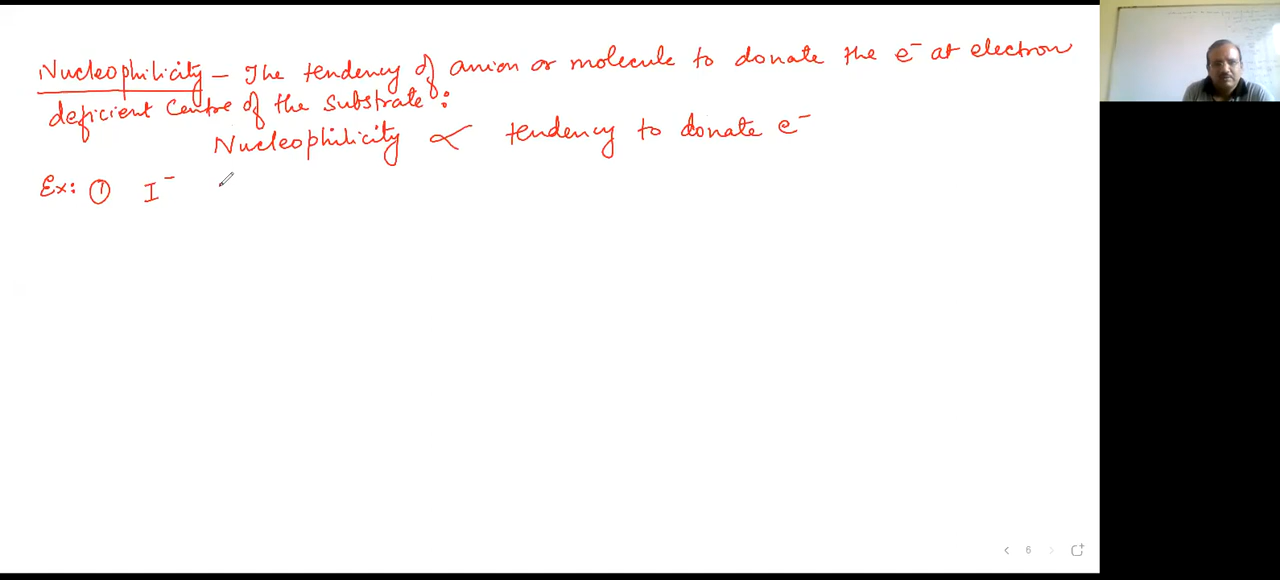 Nucleophilicity – The tendency of anion or molecule to donate the e⁻ at electron
deficient centre of the substrate :
Nucleophilicity ∝ tendency to donate e⁻
Ex: ① I⁻
6